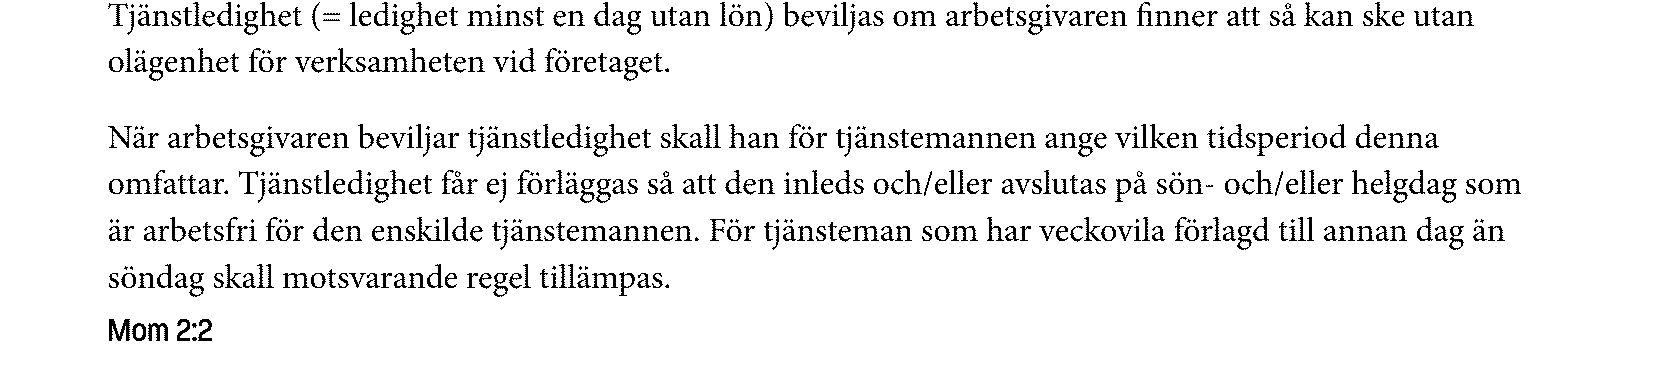 Tjänstledighet (= ledighet minst en dag utan lön) beviljas om arbetsgivaren finner att så kan ske utan
olägenhet för verksamheten vid företaget.
När arbetsgivaren beviljar tjänstledighet skall han för tjänstemannen ange vilken tidsperiod denna
omfattar. Tjänstledighet får ej förläggas så att den inleds och/eller avslutas på sön- och/eller helgdag som
är arbetsfri för den enskilde tjänstemannen. För tjänsteman som har veckovila förlagd till annan dag än
söndag skall motsvarande regel tillämpas.
Mom 2:2